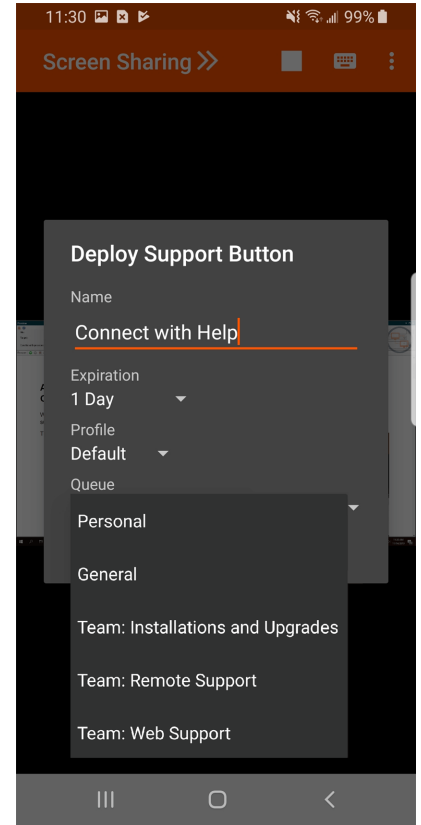 11:30
99%
Screen Sharing
Deploy Support Button
Name
Connect with Help
Expiration
1 Day
Profile
Default
Queue
Personal
General
Team: Installations and Upgrades
Team: Remote Support
Team: Web Support